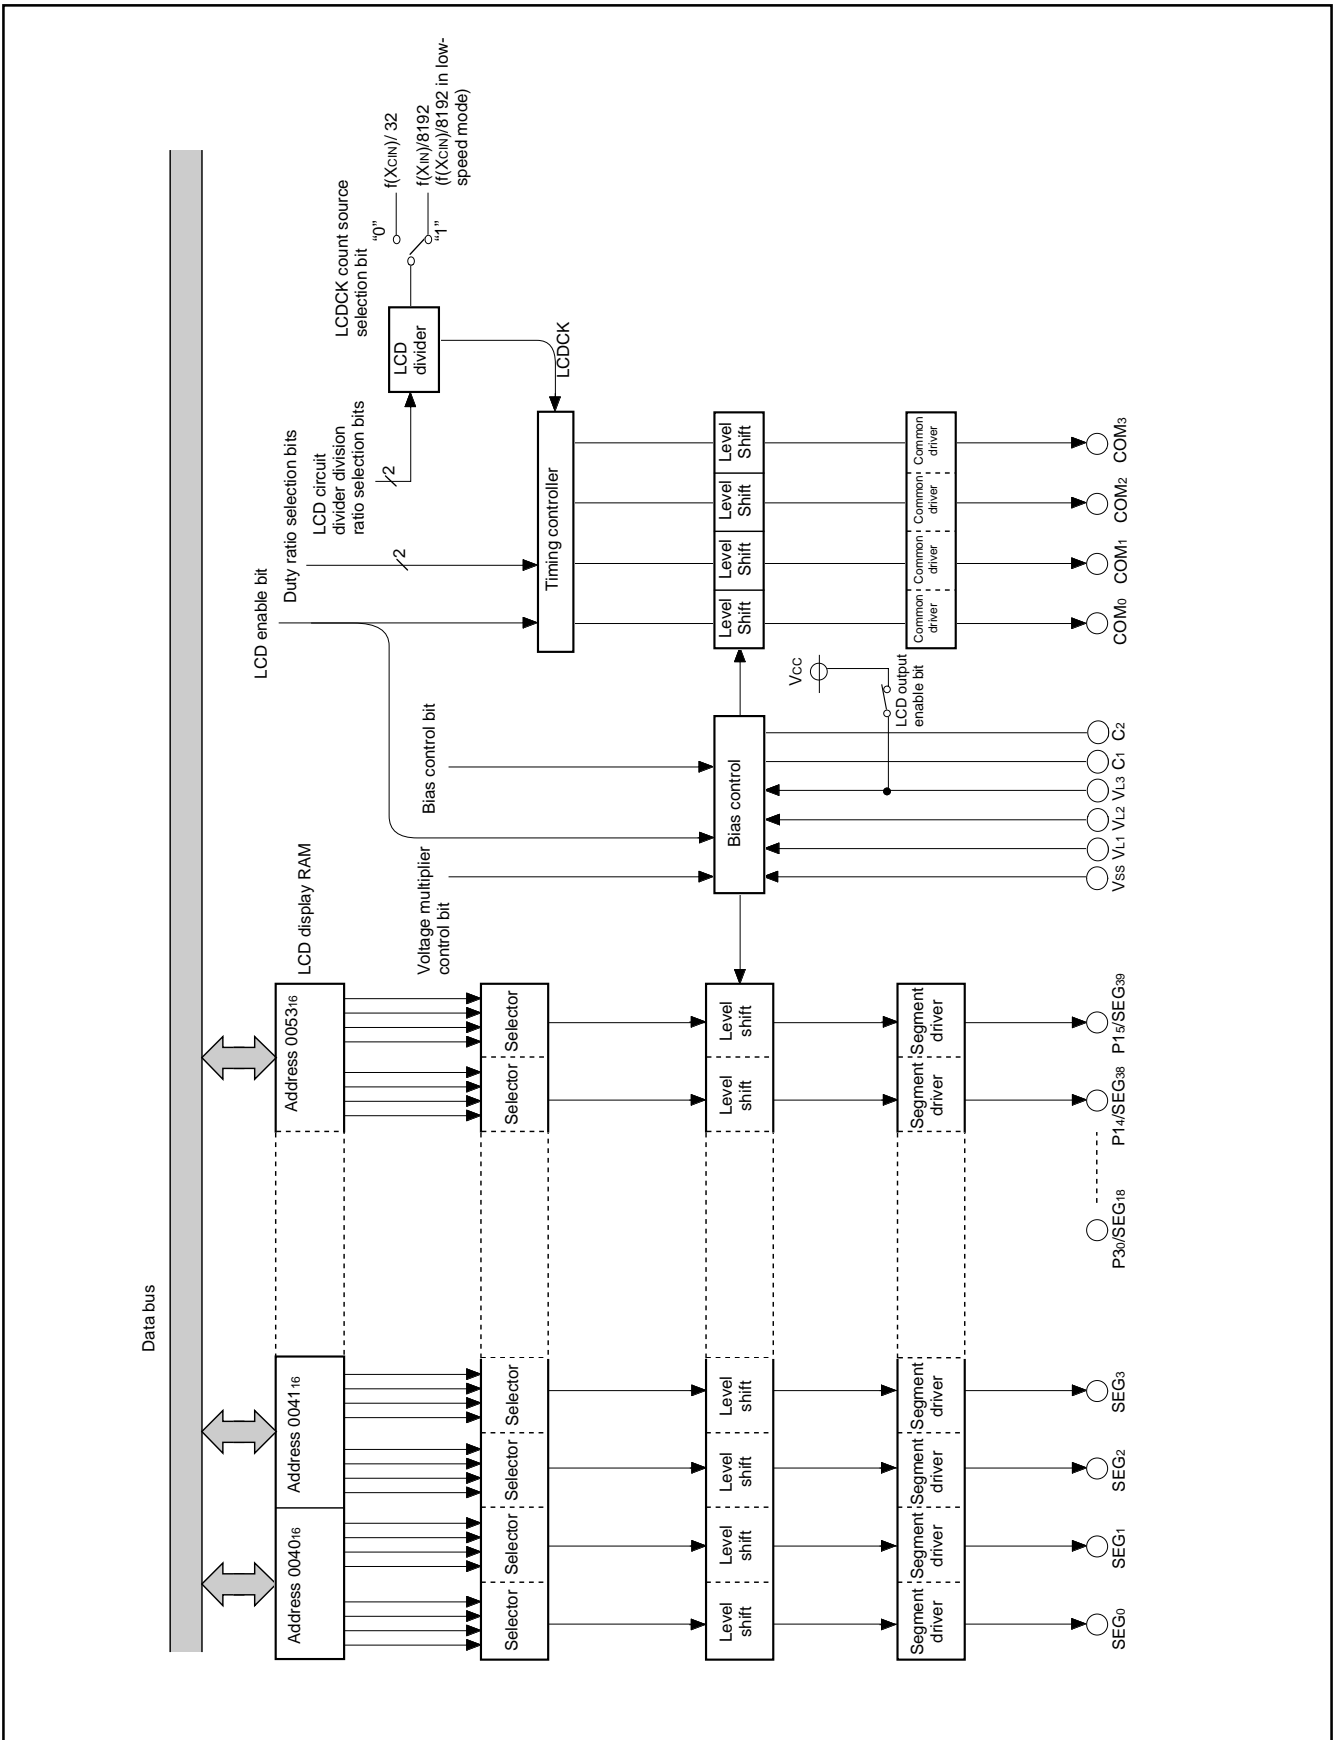 Data bus
LCD display RAM
Address 004016
Address 004116
Address 005316
Voltage multiplier
control bit
Bias control bit
LCD enable bit
Duty ratio selection bits
LCD circuit
divider division
ratio selection bits
2
2
LCDCK count source
selection bit
“0”
“1”
f(XCIN)/ 32
f(XIN)/8192
(f(XCIN)/8192 in low-
speed mode)
LCD
divider
LCDCK
Timing controller
Selector
Selector
Selector
Selector
Selector
Selector
Bias control
Level
shift
Level
shift
Level
shift
Level
shift
Level
shift
Level
shift
Level
Shift
Level
Shift
Level
Shift
Level
Shift
VCC
LCD output
enable bit
Segment
driver
Segment
driver
Segment
driver
Segment
driver
Segment
driver
Segment
driver
Common
driver
Common
driver
Common
driver
Common
driver
SEG0
SEG1
SEG2
SEG3
P30/SEG18
P14/SEG38
P15/SEG39
VSS
VL1
VL2
VL3
C1
C2
COM0
COM1
COM2
COM3